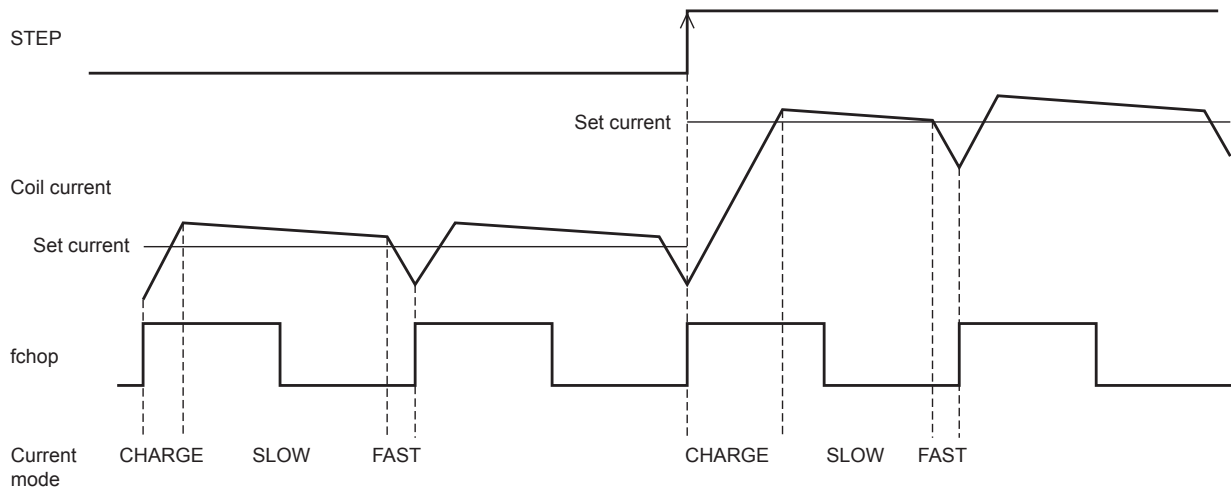 STEP
Set current
Coil current
Set current
fchop
Current mode
CHARGE
SLOW
FAST
CHARGE
SLOW
FAST